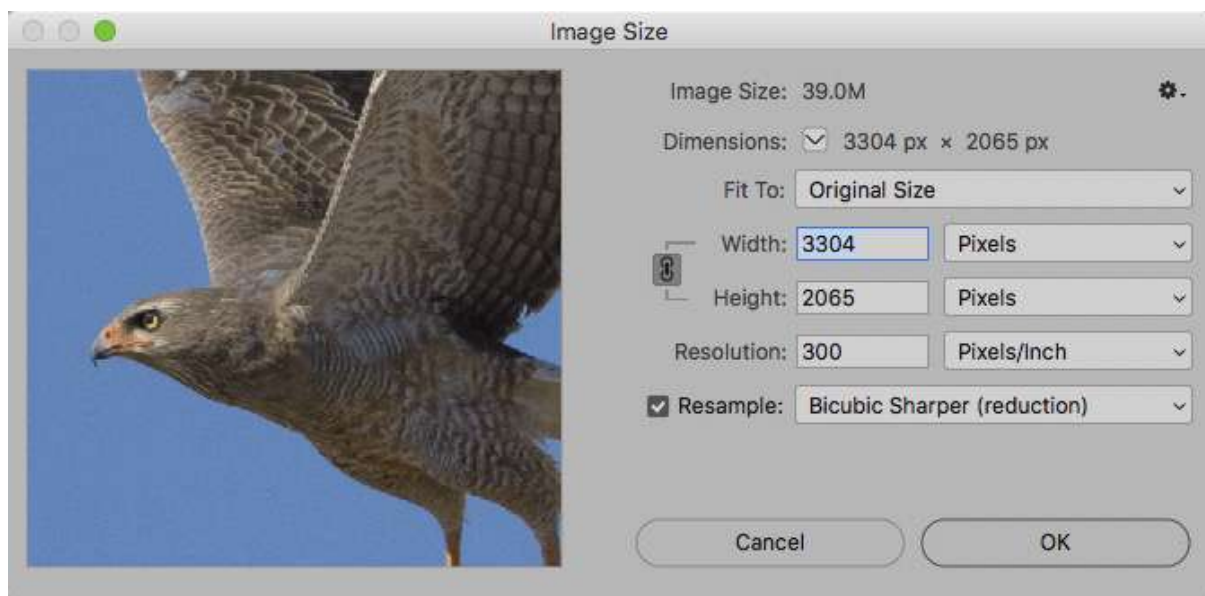 Image Size
Image Size: 39.0M
Dimensions: 3304 px × 2065 px
Fit To: Original Size
Width: 3304 Pixels
Height: 2065 Pixels
Resolution: 300 Pixels/Inch
Resample: Bicubic Sharper (reduction)
Cancel OK